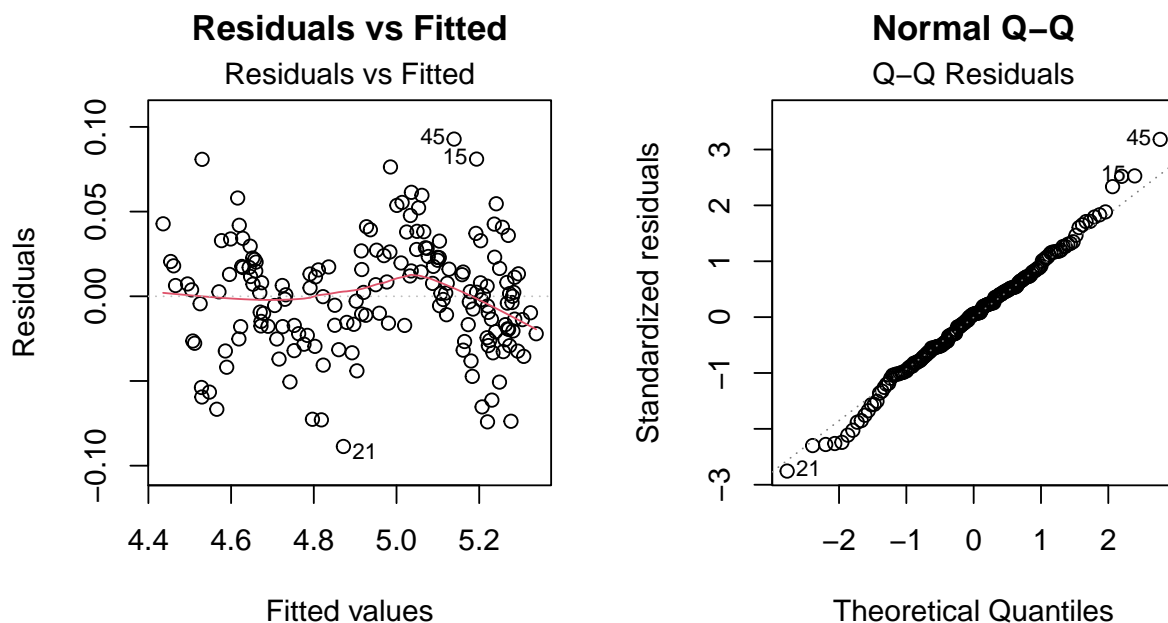 Residuals vs Fitted
Residuals vs Fitted
Residuals
0.10
0.05
0.00
−0.10
45
15
21
4.4 4.6 4.8 5.0 5.2
Fitted values
Normal Q−Q
Q−Q Residuals
Standardized residuals
3
2
1
0
−1
−3
45
15
21
−2 −1 0 1 2
Theoretical Quantiles